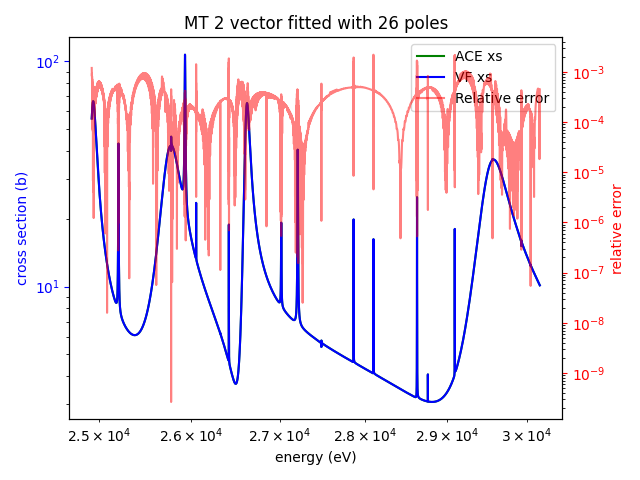 MT 2 vector fitted with 26 poles
ACE xs
VF xs
Relative error
cross section (b)
10²
10¹
10⁻³
10⁻⁴
10⁻⁵
10⁻⁶
10⁻⁷
10⁻⁸
10⁻⁹
relative error
2.5 × 10⁴ 2.6 × 10⁴ 2.7 × 10⁴ 2.8 × 10⁴ 2.9 × 10⁴ 3 × 10⁴
energy (eV)